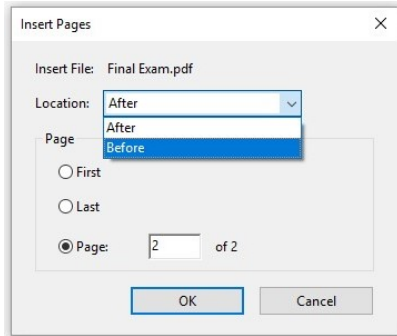 Insert Pages
Insert File: Final Exam.pdf
Location: After
After
Before
Page
First
Last
Page: 2 of 2
OK Cancel